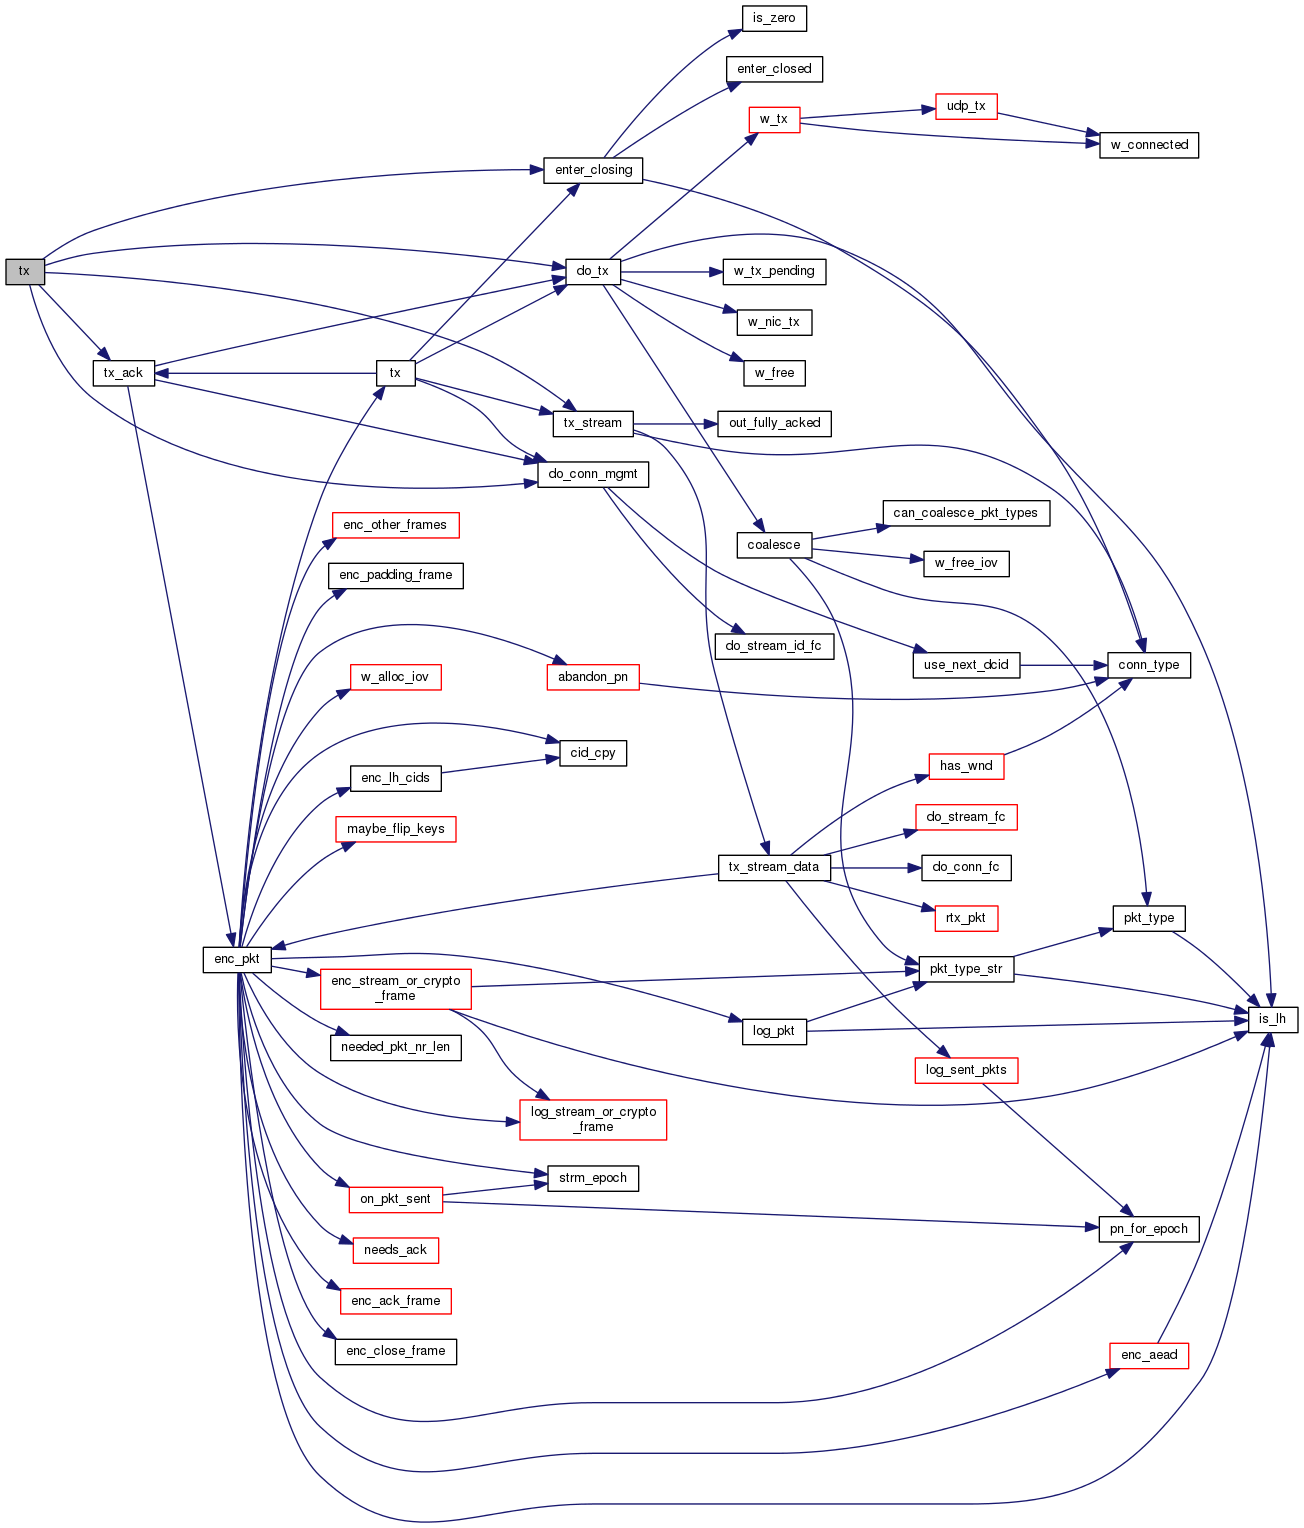 is_zero
enter_closed
udp_tx
w_tx
w_connected
enter_closing
tx
do_tx
w_tx_pending
w_nic_tx
tx_ack
tx
w_free
tx_stream
out_fully_acked
do_conn_mgmt
can_coalesce_pkt_types
enc_other_frames
coalesce
w_free_iov
enc_padding_frame
do_stream_id_fc
use_next_dcid
conn_type
w_alloc_iov
abandon_pn
cid_cpy
has_wnd
enc_lh_cids
do_stream_fc
maybe_flip_keys
tx_stream_data
do_conn_fc
rtx_pkt
pkt_type
enc_pkt
pkt_type_str
enc_stream_or_crypto
_frame
log_pkt
is_lh
needed_pkt_nr_len
log_sent_pkts
log_stream_or_crypto
_frame
strm_epoch
on_pkt_sent
pn_for_epoch
needs_ack
enc_ack_frame
enc_close_frame
enc_aead